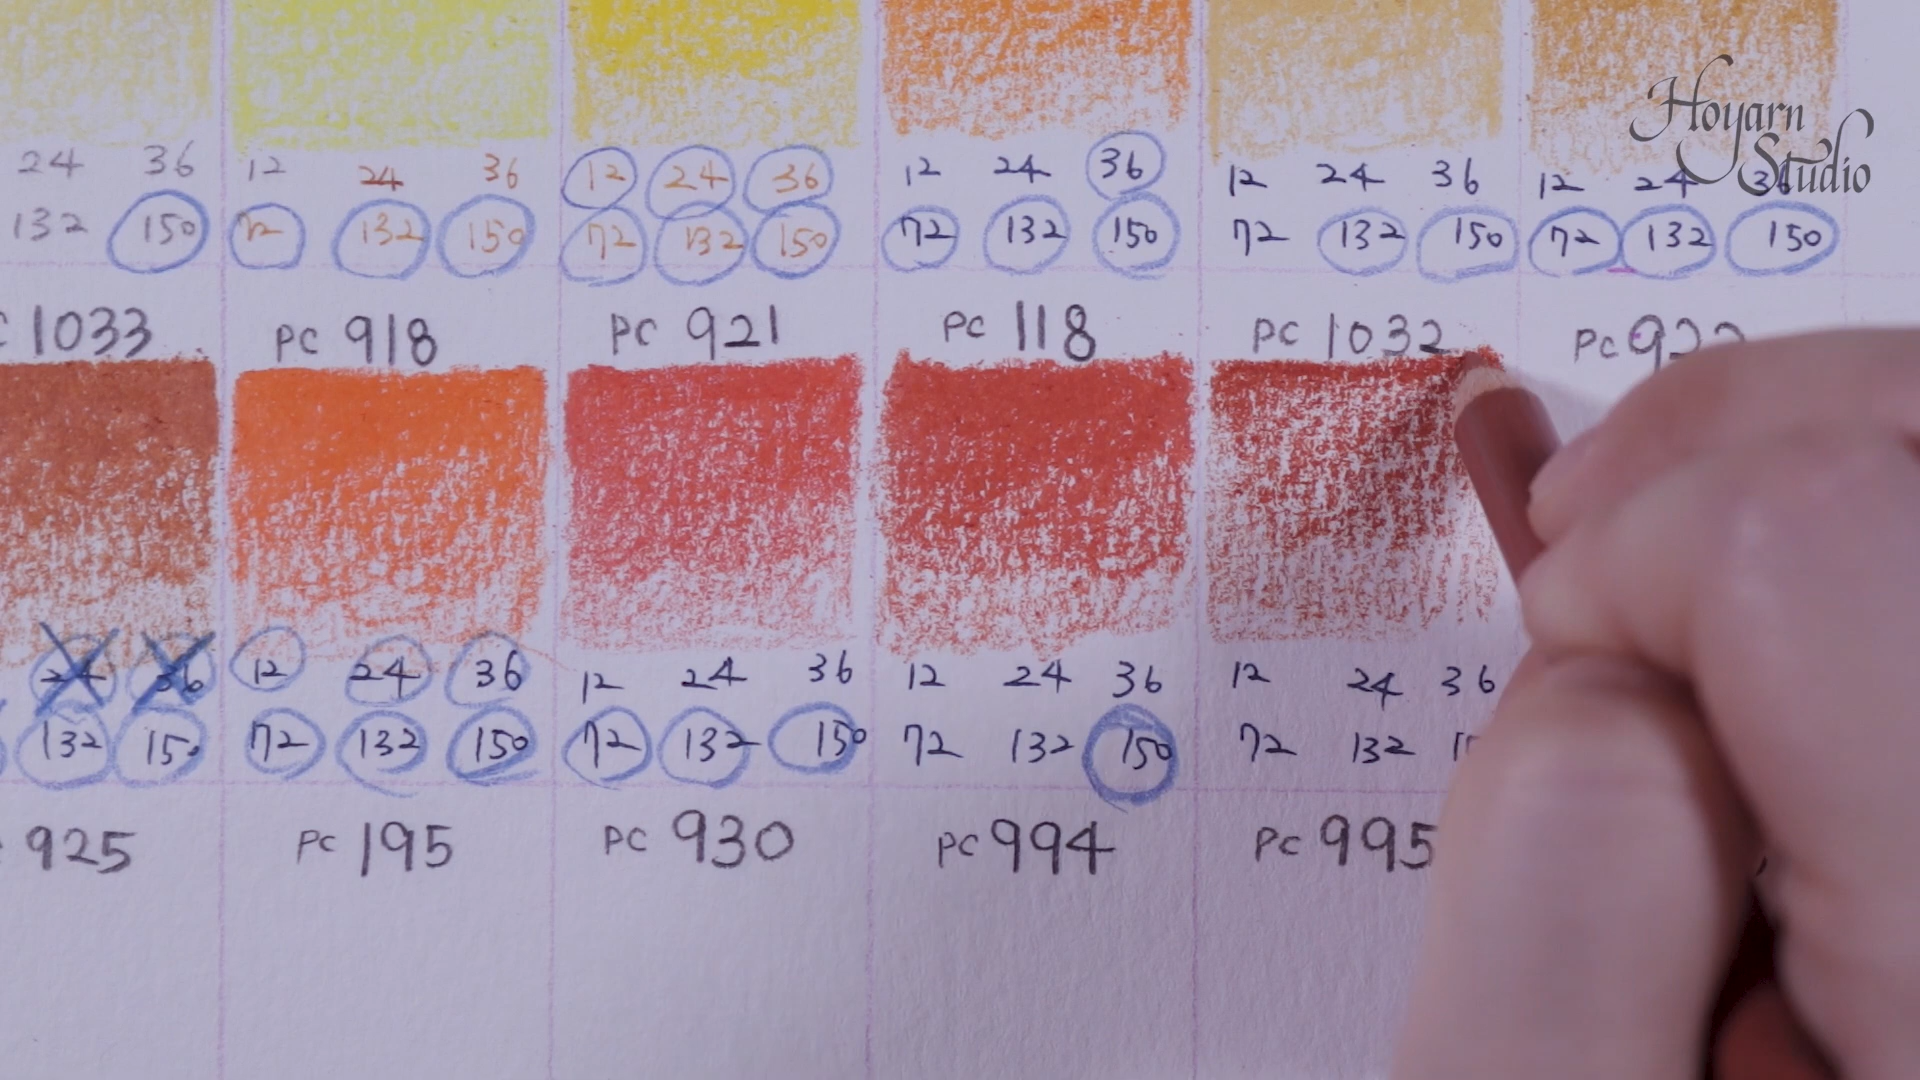 24 36 12 24 36 12 24 36 12 24 36 12 24 36 12 24 36
132 150 72 132 150 72 132 150 72 132 150 72 132 150 72 132 150
Hoyarn
Studio
1033 PC 918 PC 921 PC 118 PC 1032 PC
24 36 12 24 36 12 24 36 12 24 36 12 24 36
132 150 72 132 150 72 132 150 72 132 150 72 132
925 PC 195 PC 930 PC 994 PC 995